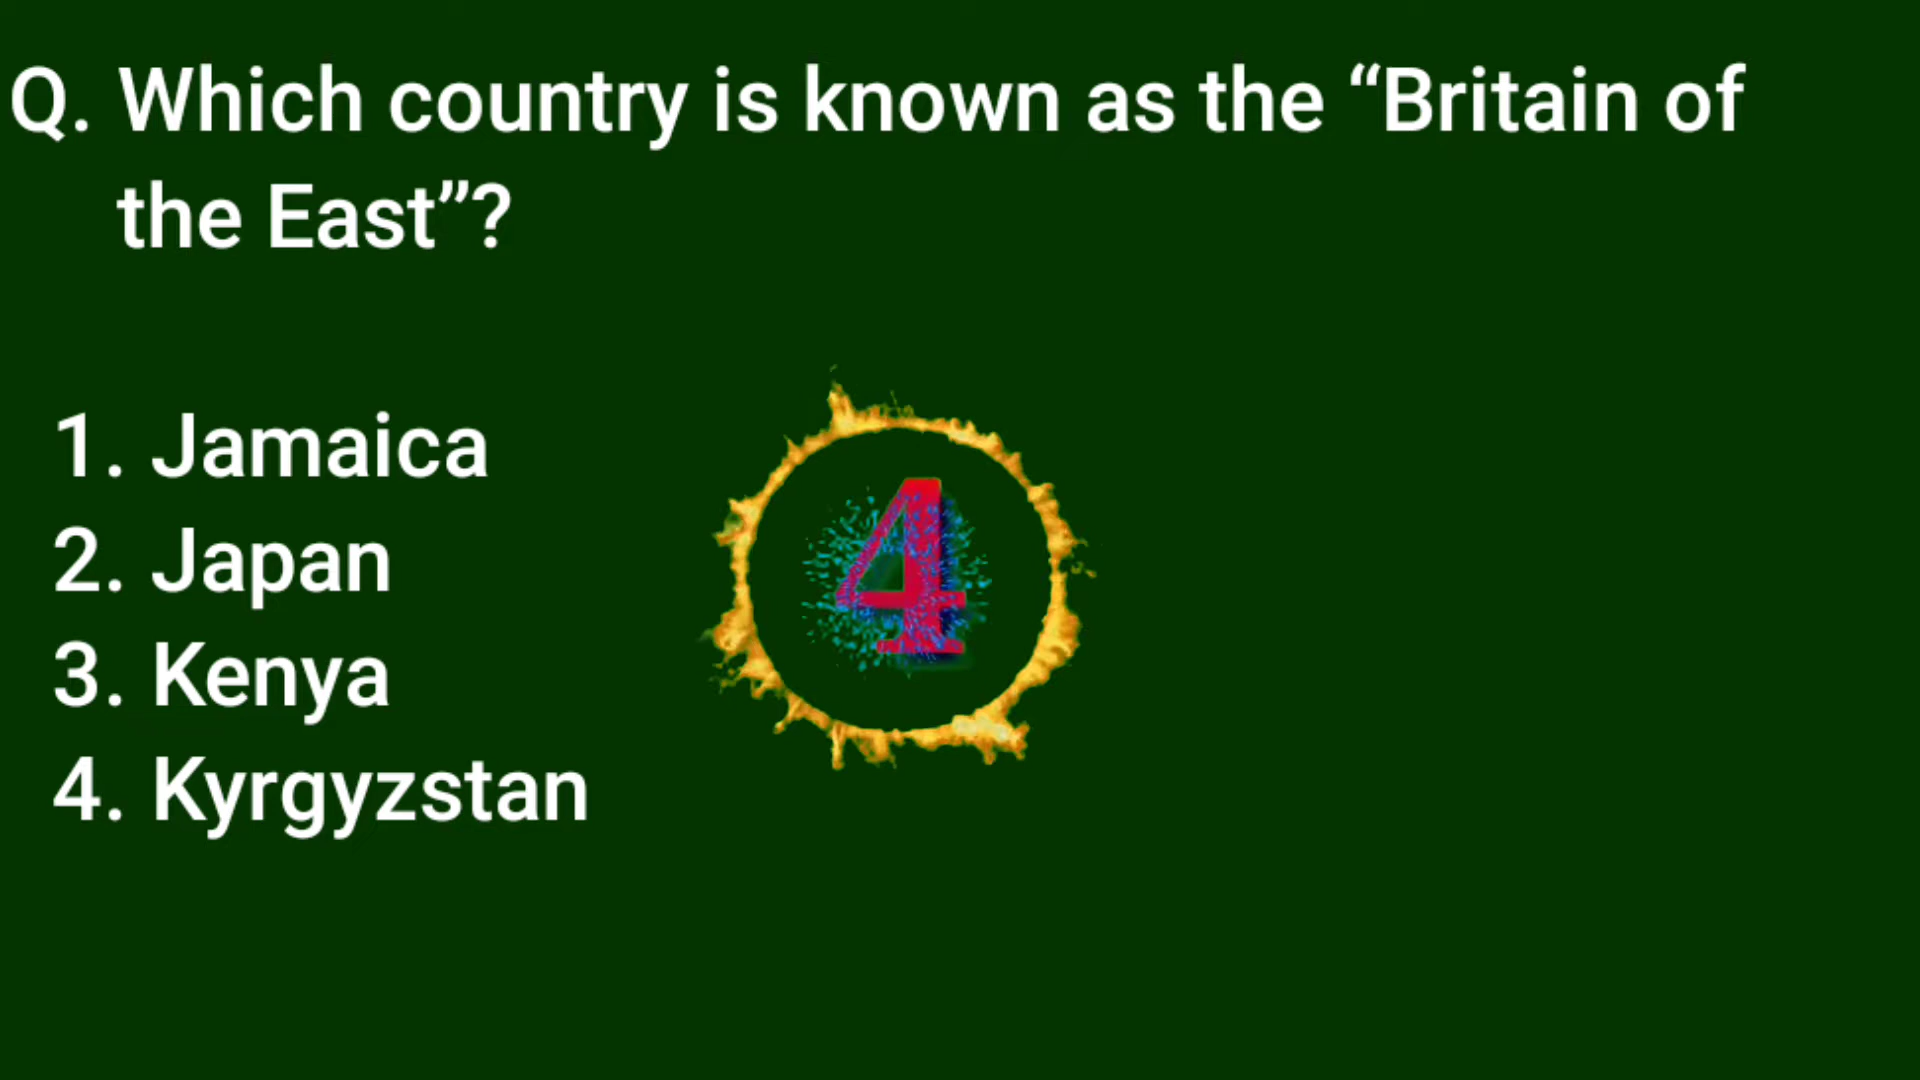 Q. Which country is known as the “Britain of
the East”?
1. Jamaica
2. Japan
4
3. Kenya
4. Kyrgyzstan